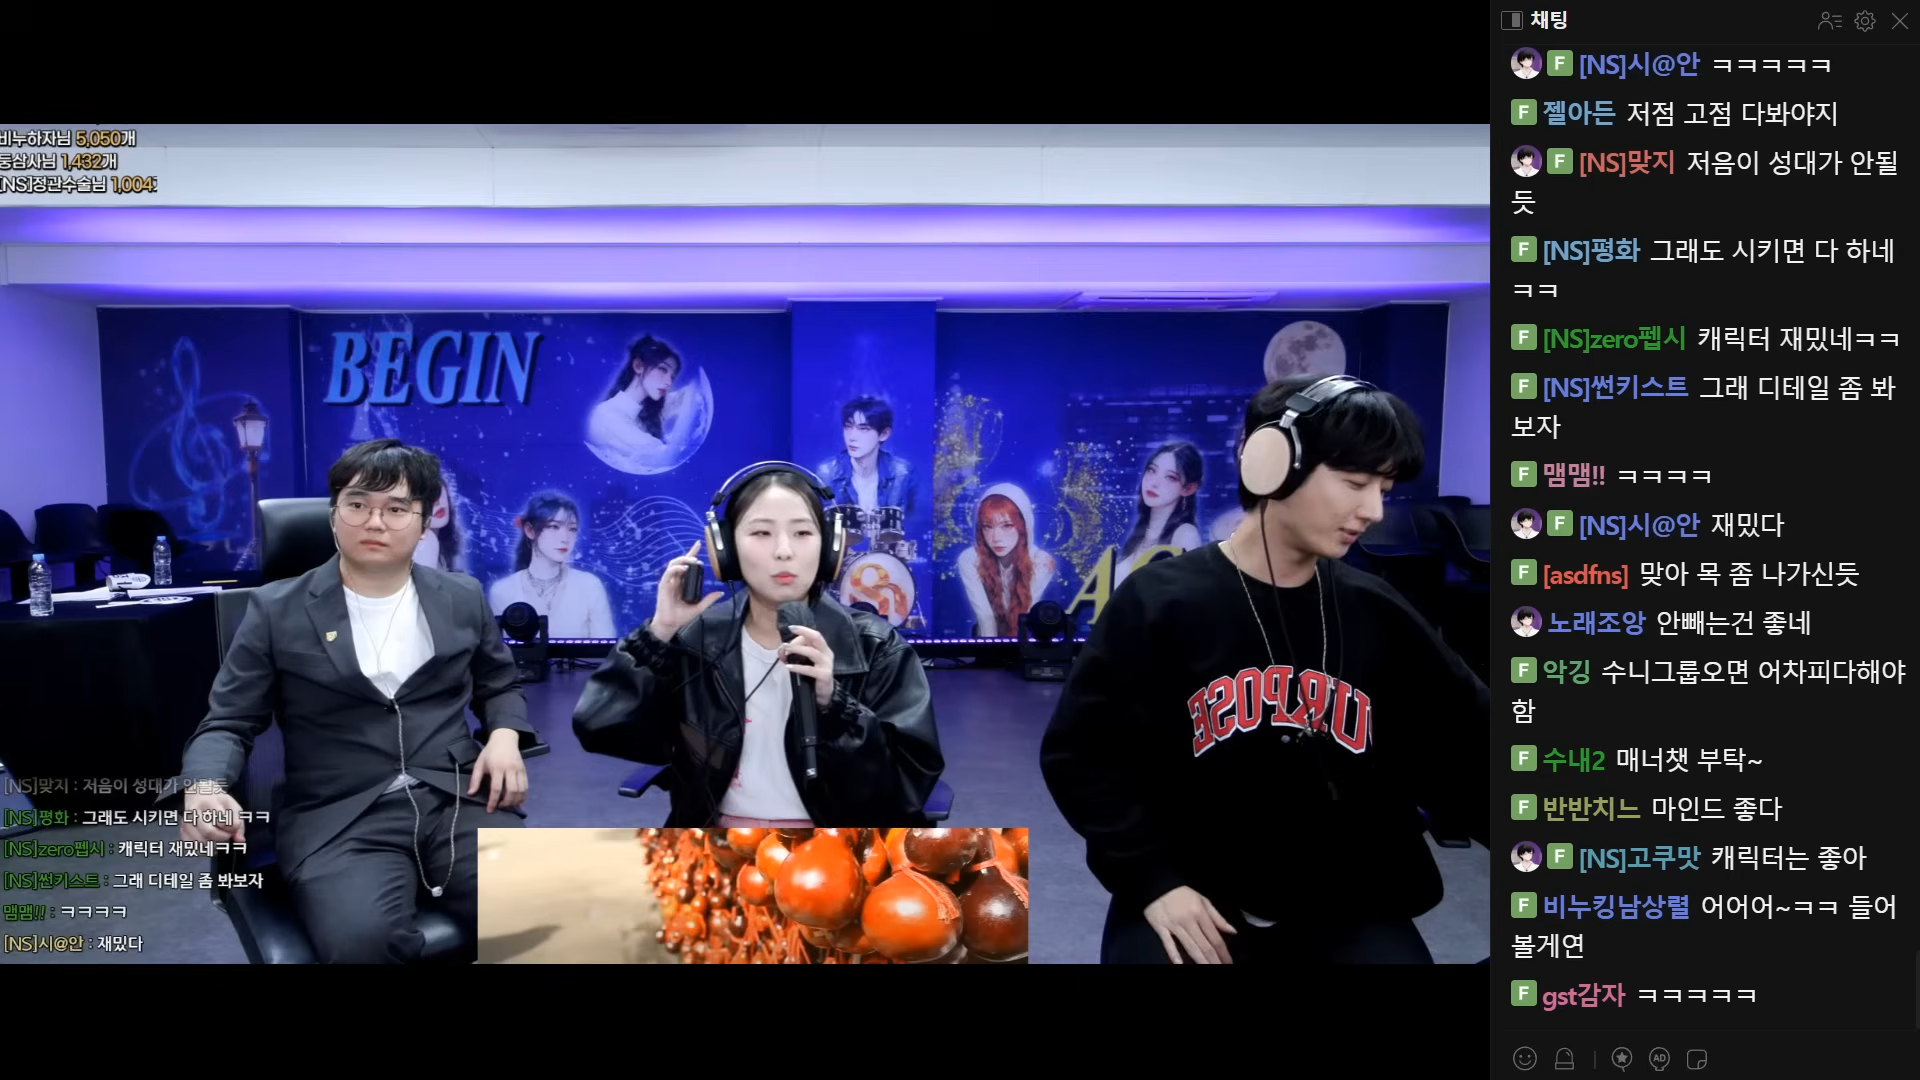 비누하자님 5,050개
둥삼사님 1,432개
[NS]정관수술님 1,004
BEGIN
URPOSE
[NS]맞지 : 저음이 성대가 안될듯
[NS]평화 : 그래도 시키면 다 하네 ㅋㅋ
[NS]zero펩시 : 캐릭터 재밌네ㅋㅋ
[NS]썬키스트 : 그래 디테일 좀 봐보자
맴맴!! : ㅋㅋㅋㅋ
[NS]시@안 : 재밌다
채팅
F [NS]시@안 ㅋㅋㅋㅋㅋ
F 젤아든 저점 고점 다봐야지
F [NS]맞지 저음이 성대가 안될
듯
F [NS]평화 그래도 시키면 다 하네
ㅋㅋ
F [NS]zero펩시 캐릭터 재밌네ㅋㅋ
F [NS]썬키스트 그래 디테일 좀 봐
보자
F 맴맴!! ㅋㅋㅋㅋ
F [NS]시@안 재밌다
F [asdfns] 맞아 목 좀 나가신듯
노래조앙 안빼는건 좋네
F 악깅 수니그룹오면 어차피다해야
함
F 수내2 매너챗 부탁~
F 반반치느 마인드 좋다
F [NS]고쿠맛 캐릭터는 좋아
F 비누킹남상렬 어어어~ㅋㅋ 들어
볼게연
F gst감자 ㅋㅋㅋㅋㅋ
AD